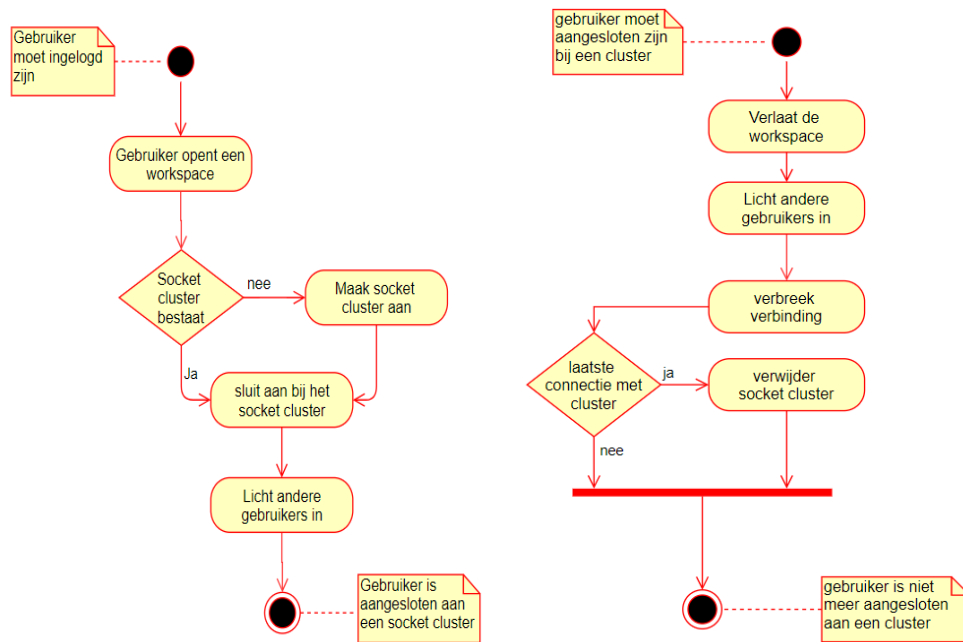 Gebruiker
moet ingelogd
zijn
Gebruiker opent een
workspace
Socket
cluster
bestaat
nee
Maak socket
cluster aan
Ja
sluit aan bij het
socket cluster
Licht andere
gebruikers in
Gebruiker is
aangesloten aan
een socket cluster
gebruiker moet
aangesloten zijn
bij een cluster
Verlaat de
workspace
Licht andere
gebruikers in
verbreek
verbinding
laatste
connectie met
cluster
ja
verwijder
socket cluster
nee
gebruiker is niet
meer aangesloten
aan een cluster